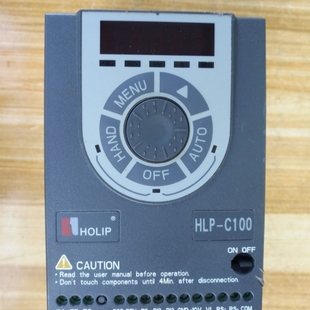 MENU
HAND
AUTO
OFF
HOLIP
HLP-C100
ON OFF
CAUTION
Read the user manual before operation.
Don't touch components until 4Min. after disconnection.